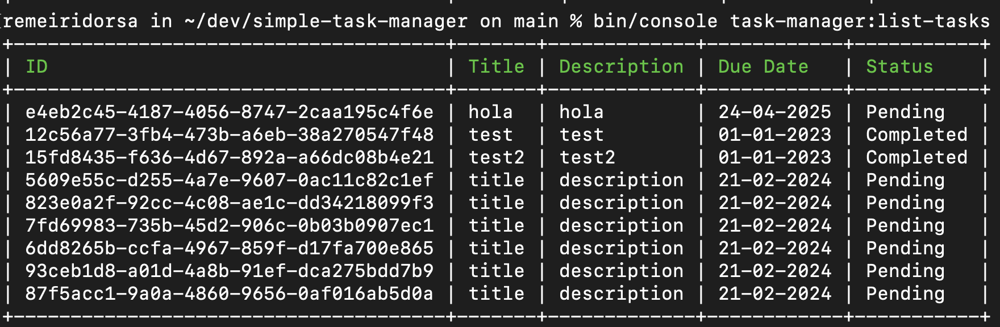 remeiridorsa in ~/dev/simple-task-manager on main % bin/console task-manager:list-tasks
+--------------------------------------+-------+-------------+------------+-----------+
| ID | Title | Description | Due Date | Status |
+--------------------------------------+-------+-------------+------------+-----------+
| e4eb2c45-4187-4056-8747-2caa195c4f6e | hola | hola | 24-04-2025 | Pending |
| 12c56a77-3fb4-473b-a6eb-38a270547f48 | test | test | 01-01-2023 | Completed |
| 15fd8435-f636-4d67-892a-a66dc08b4e21 | test2 | test2 | 01-01-2023 | Completed |
| 5609e55c-d255-4a7e-9607-0ac11c82c1ef | title | description | 21-02-2024 | Pending |
| 823e0a2f-92cc-4c08-ae1c-dd34218099f3 | title | description | 21-02-2024 | Pending |
| 7fd69983-735b-45d2-906c-0b03b0907ec1 | title | description | 21-02-2024 | Pending |
| 6dd8265b-ccfa-4967-859f-d17fa700e865 | title | description | 21-02-2024 | Pending |
| 93ceb1d8-a01d-4a8b-91ef-dca275bdd7b9 | title | description | 21-02-2024 | Pending |
| 87f5acc1-9a0a-4860-9656-0af016ab5d0a | title | description | 21-02-2024 | Pending |
+--------------------------------------+-------+-------------+------------+-----------+